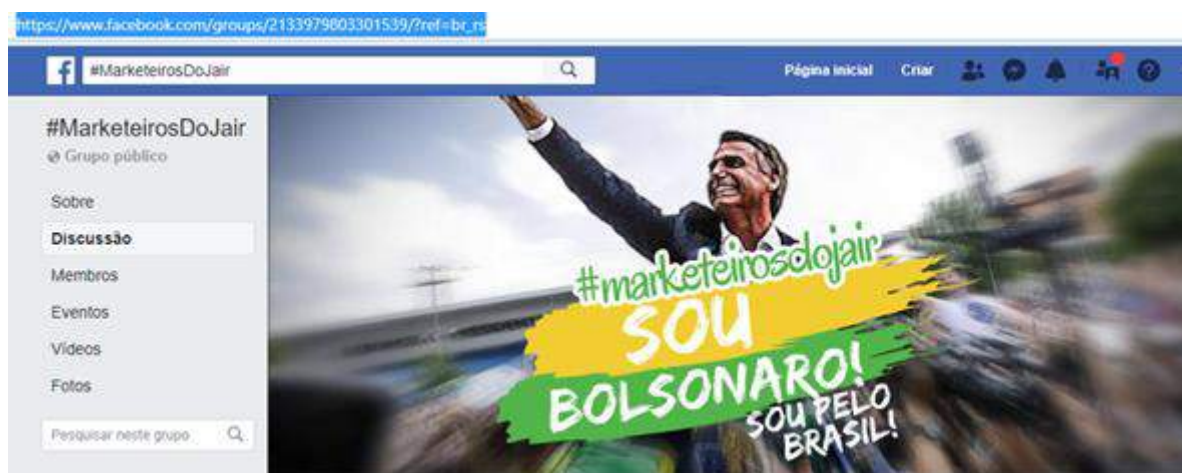 https://www.facebook.com/groups/2133979803301539/?ref=br_rs
#MarketeirosDoJair
Página inicial Criar
#MarketeirosDoJair
Grupo público
Sobre
Discussão
Membros
Eventos
Vídeos
Fotos
Pesquisar neste grupo
#marketeirosdojair
SOU
BOLSONARO!
SOU PELO
BRASIL!